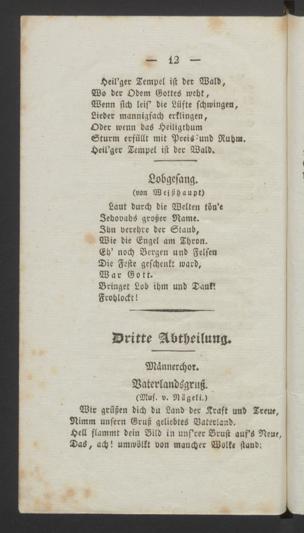 — 12 —
Heil'ger Tempel ist der Wald,
Wo der Odem Gottes weht,
Wenn sich leis' die Lüfte schwingen,
Lieder mannigfach erklingen,
Oder wenn das Heiligthum
Sturm erfüllt mit Preis und Ruhm.
Heil'ger Tempel ist der Wald.
Lobgesang.
(von Weißhaupt)
Laut durch die Welten tön'e
Jehovahs großer Name.
Ihn verehre der Staub,
Wie die Engel am Thron.
Eh' noch Bergen und Felsen
Die Feste geschenkt ward,
War Gott.
Bringet Lob ihm und Dank!
Frohlockt!
Dritte Abtheilung.
Männerchor.
Vaterlandsgruß.
(Mus. v. Nägeli.)
Wir grüßen dich du Land der Kraft und Treue,
Nimm unsern Gruß geliebtes Vaterland.
Hell flammt dein Bild in uns'rer Brust auf's Neue,
Das, ach! umwölkt von mancher Wolke stand: